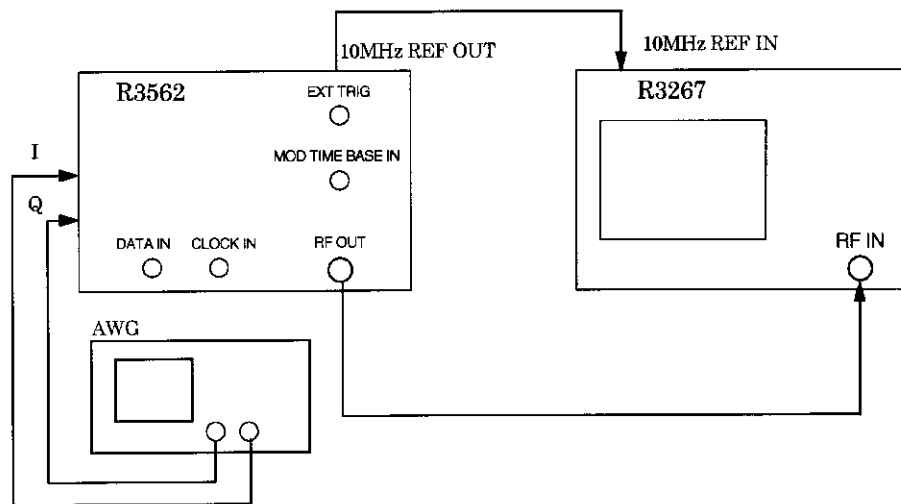 10MHz REF OUT
10MHz REF IN
R3562
R3267
EXT TRIG
I
MOD TIME BASE IN
Q
DATA IN
CLOCK IN
RF OUT
RF IN
AWG